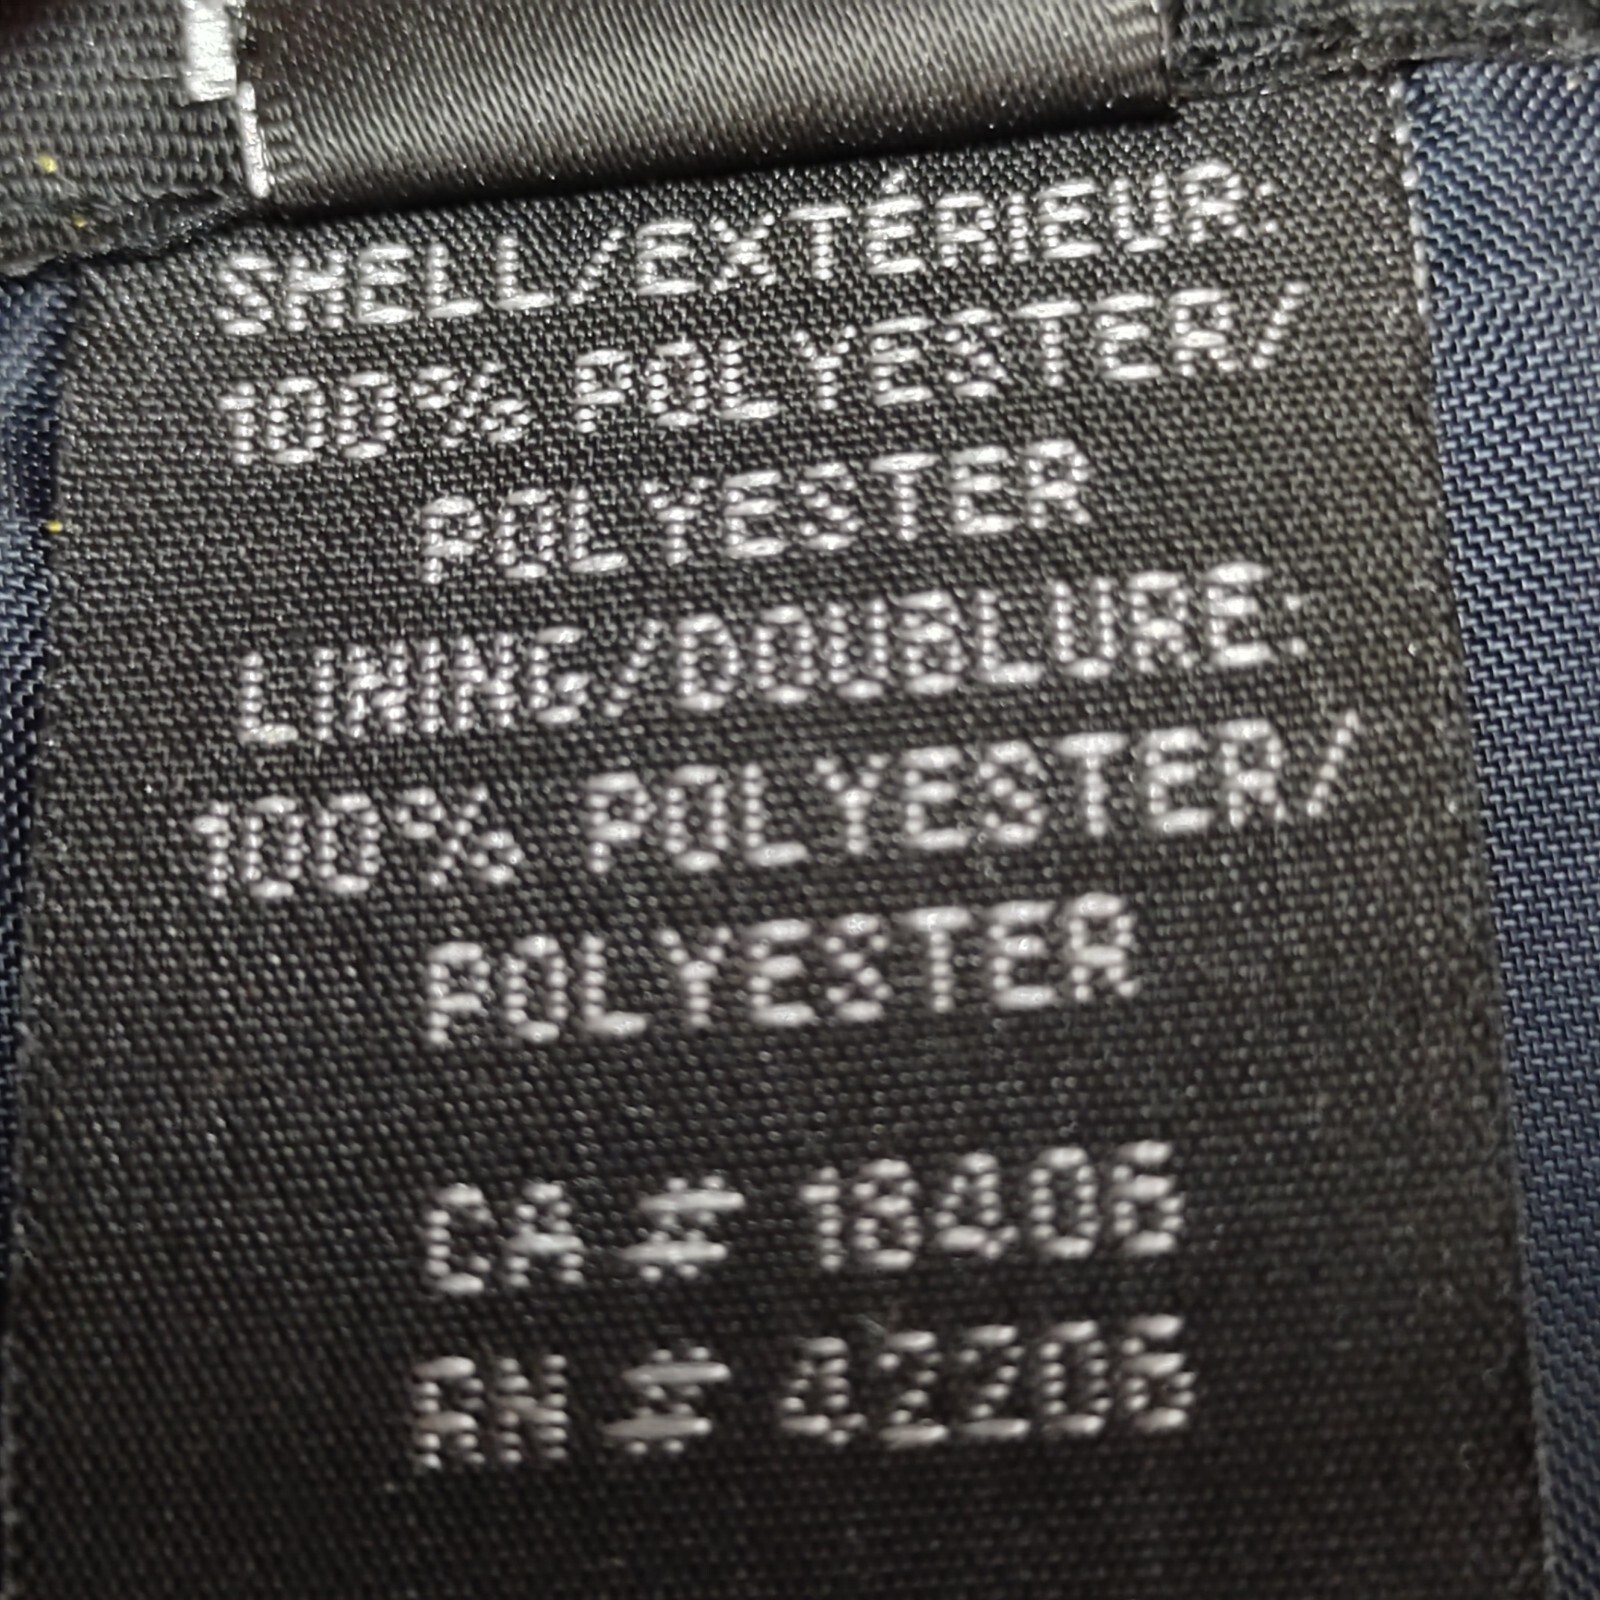 SHELL/EXTÉRIEUR:
100% POLYESTER/
POLYESTER
LINING/DOUBLURE:
100% POLYESTER/
POLYESTER
CA # 18406
RN # 42206